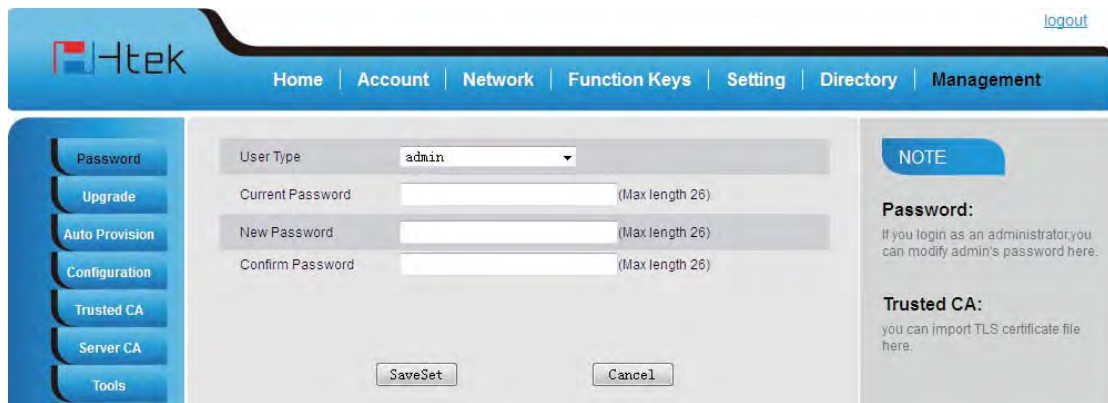 logout
Htek
Home | Account | Network | Function Keys | Setting | Directory | Management
Password
Upgrade
Auto Provision
Configuration
Trusted CA
Server CA
Tools
User Type admin
Current Password (Max length 26)
New Password (Max length 26)
Confirm Password (Max length 26)
SaveSet Cancel
NOTE
Password:
If you login as an administrator,you
can modify admin's password here.
Trusted CA:
you can import TLS certificate file
here.